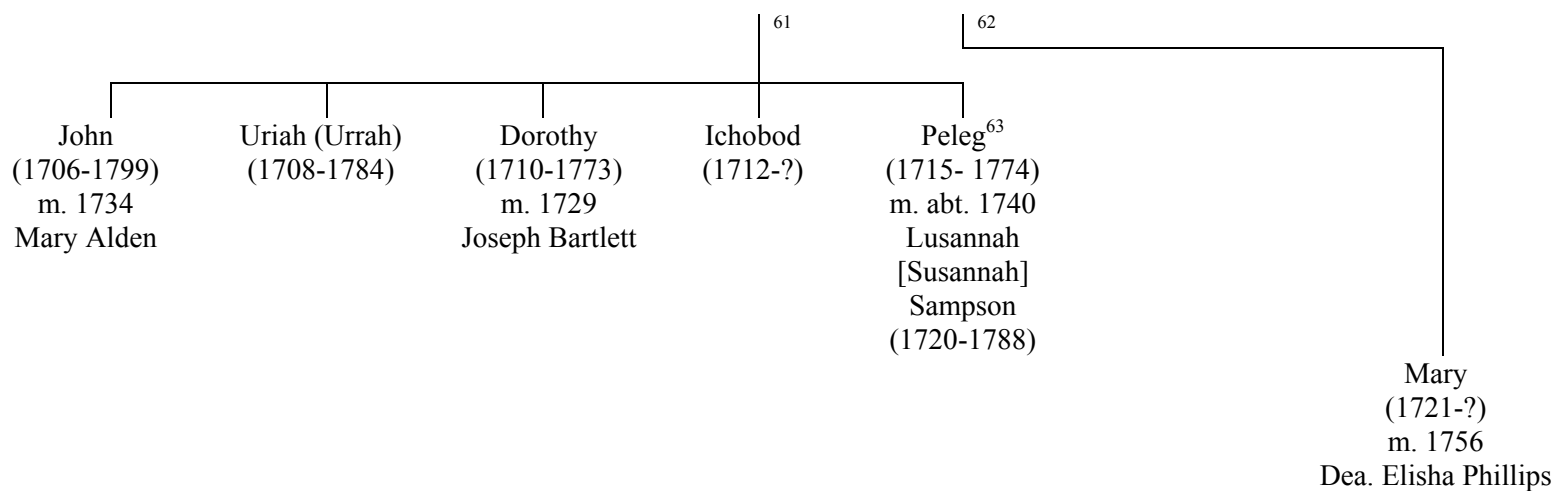 61
62
John
(1706-1799)
m. 1734
Mary Alden
Uriah (Urrah)
(1708-1784)
Dorothy
(1710-1773)
m. 1729
Joseph Bartlett
Ichobod
(1712-?)
Peleg63
(1715- 1774)
m. abt. 1740
Lusannah
[Susannah]
Sampson
(1720-1788)
Mary
(1721-?)
m. 1756
Dea. Elisha Phillips